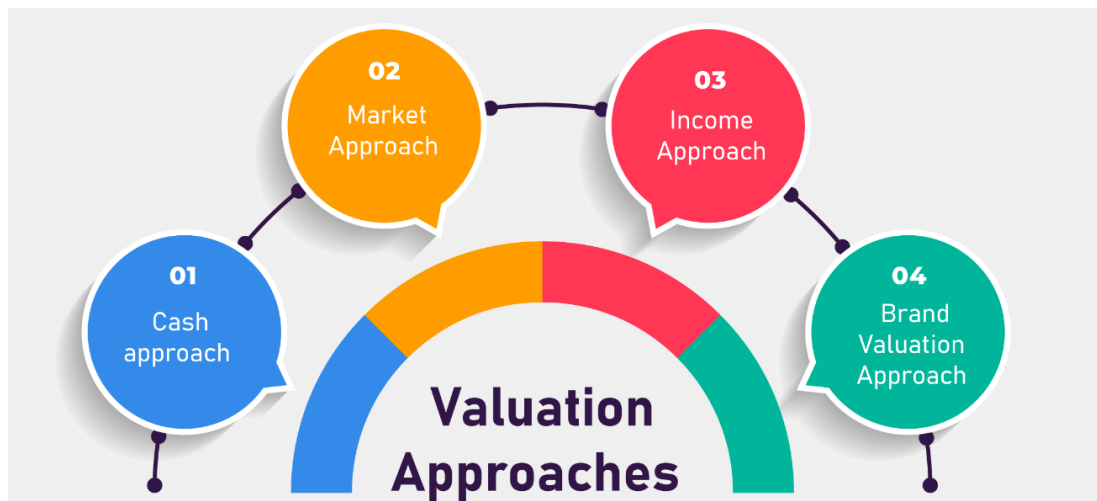 01
Cash
approach
02
Market
Approach
03
Income
Approach
04
Brand
Valuation
Approach
Valuation
Approaches